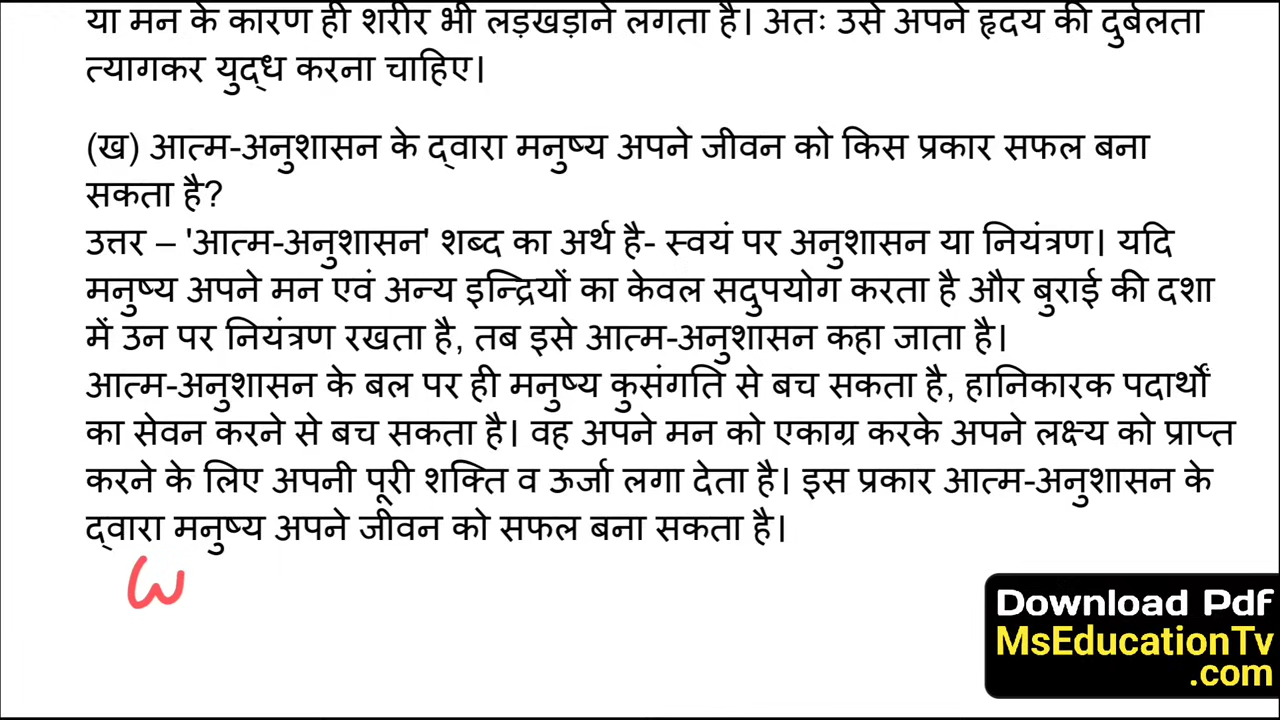 या मन के कारण ही शरीर भी लड़खड़ाने लगता है। अतः उसे अपने हृदय की दुर्बलता
त्यागकर युद्ध करना चाहिए।
(ख) आत्म-अनुशासन के द्वारा मनुष्य अपने जीवन को किस प्रकार सफल बना
सकता है?
उत्तर – 'आत्म-अनुशासन' शब्द का अर्थ है- स्वयं पर अनुशासन या नियंत्रण। यदि
मनुष्य अपने मन एवं अन्य इन्द्रियों का केवल सदुपयोग करता है और बुराई की दशा
में उन पर नियंत्रण रखता है, तब इसे आत्म-अनुशासन कहा जाता है।
आत्म-अनुशासन के बल पर ही मनुष्य कुसंगति से बच सकता है, हानिकारक पदार्थों
का सेवन करने से बच सकता है। वह अपने मन को एकाग्र करके अपने लक्ष्य को प्राप्त
करने के लिए अपनी पूरी शक्ति व ऊर्जा लगा देता है। इस प्रकार आत्म-अनुशासन के
द्वारा मनुष्य अपने जीवन को सफल बना सकता है।
W
Download Pdf
MsEducationTv
.com